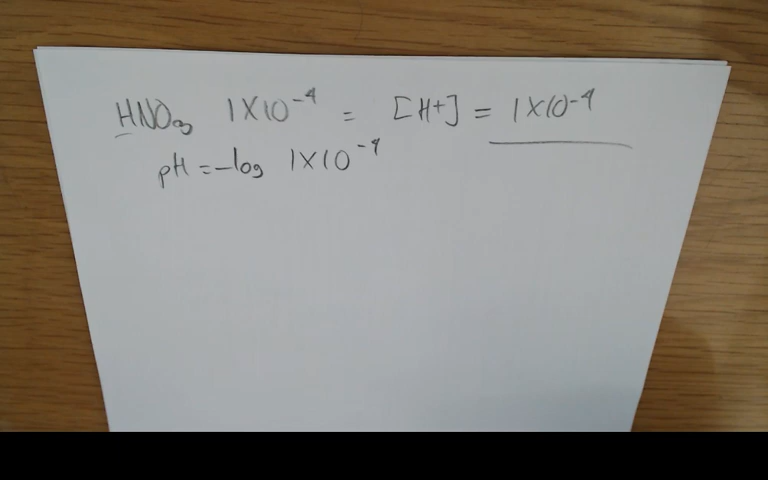 HNO₃ 1X10⁻⁴ = [H+] = 1X10⁻⁴
pH = -log 1X10⁻⁴